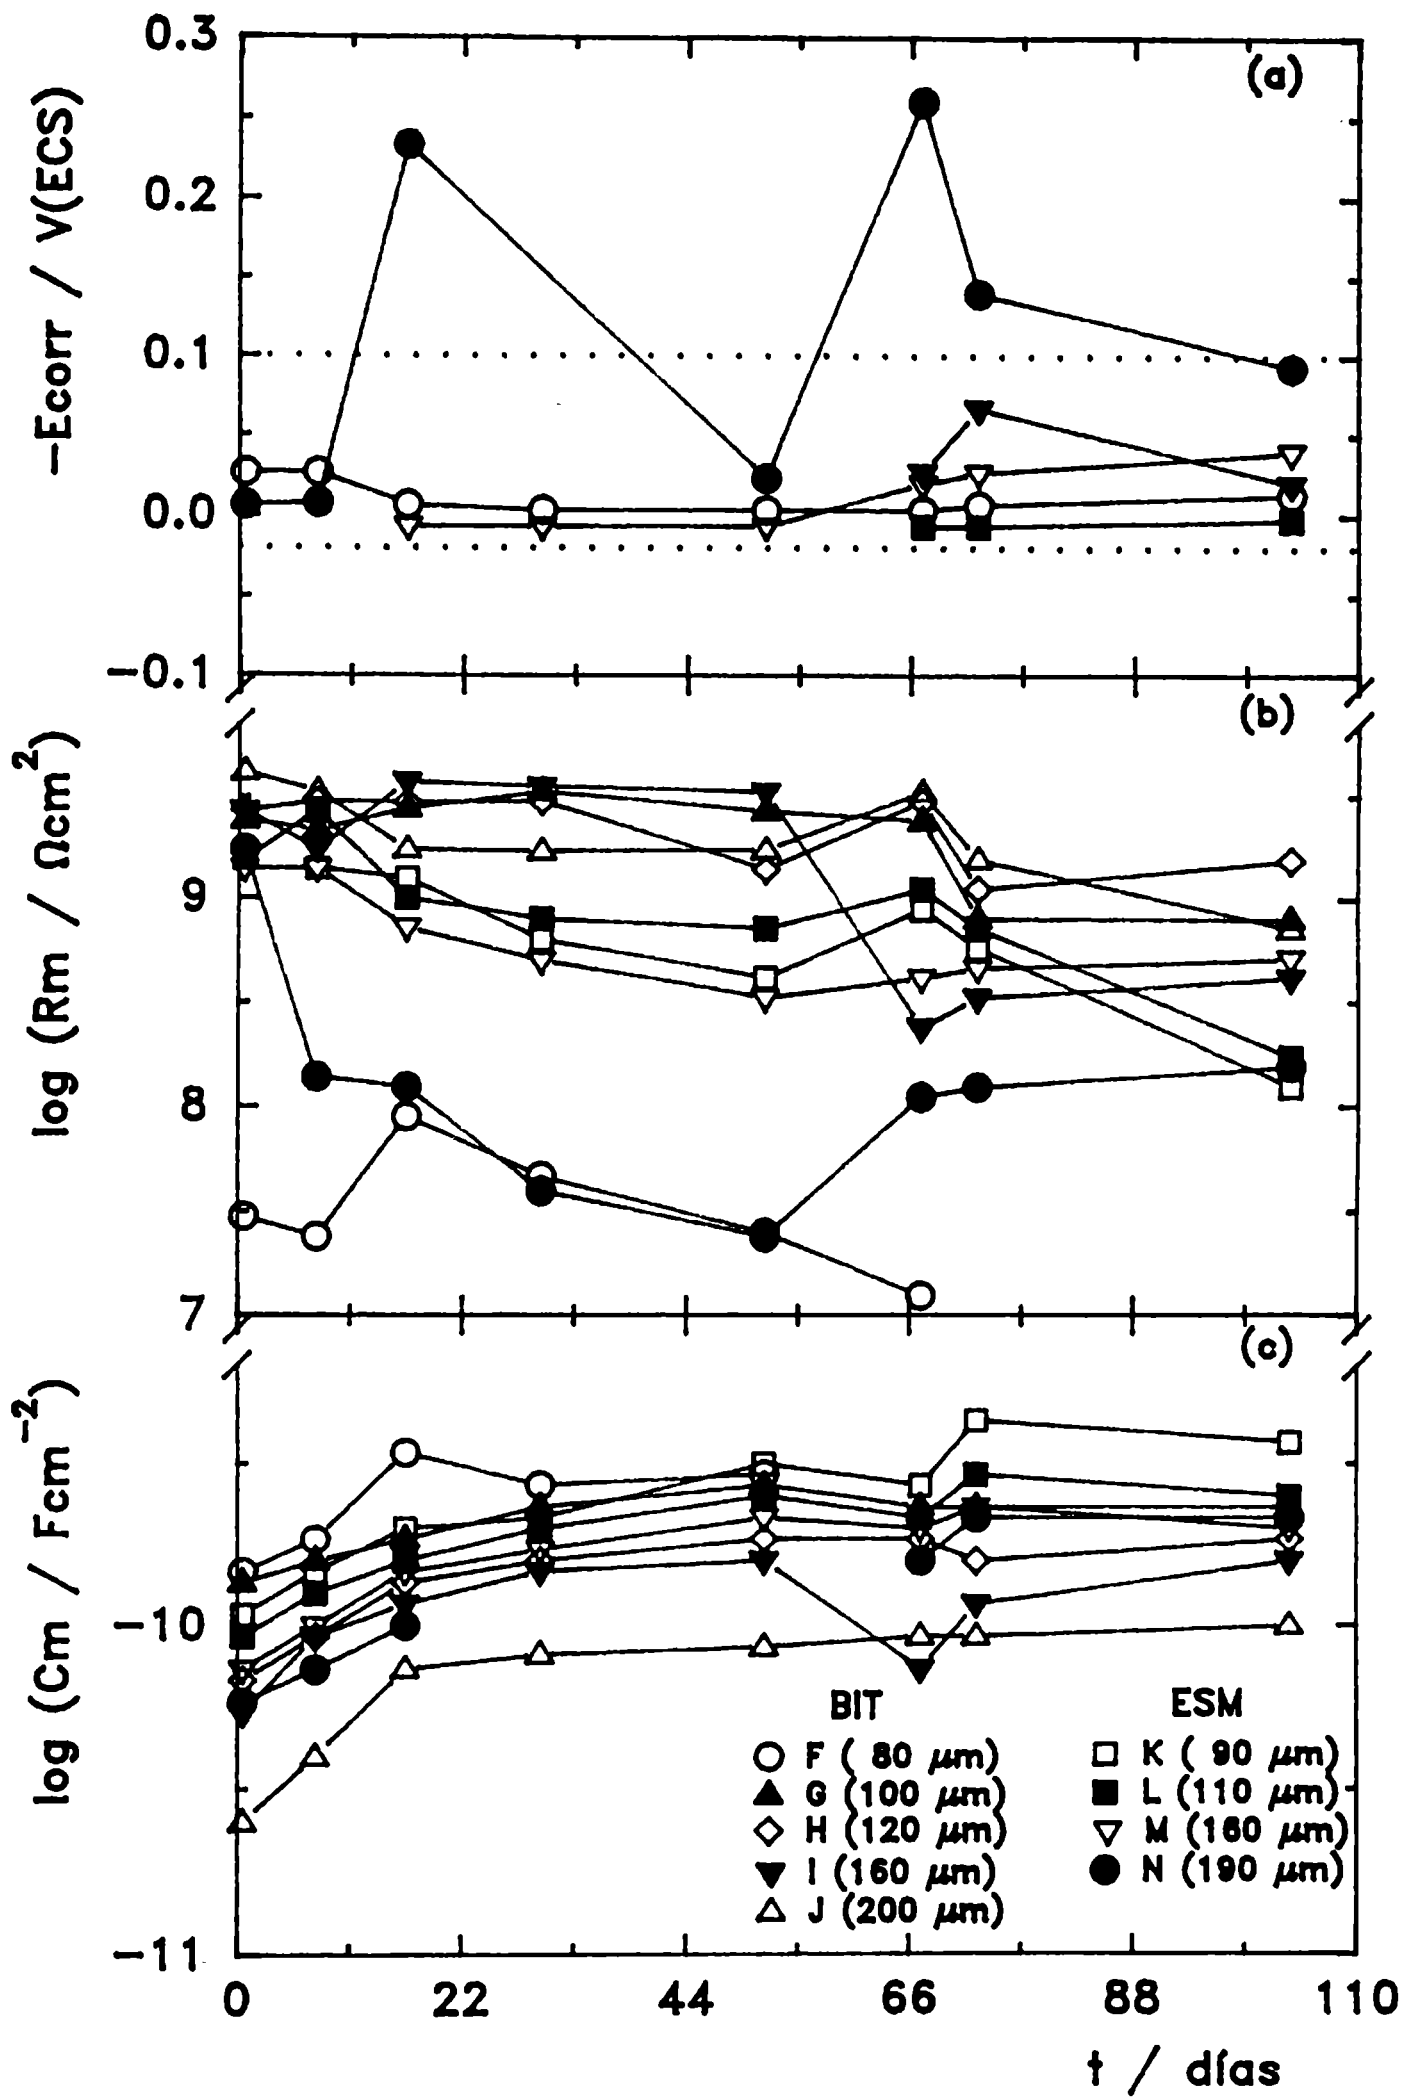 (a)
0.3
0.2
0.1
0.0
−0.1
−Ecorr / V(ECS)
(b)
9
8
7
log (Rm / Ωcm²)
(c)
−10
−11
log (Cm / Fcm⁻²)
BIT ESM
F ( 80 μm) K ( 90 μm)
G (100 μm) L (110 μm)
H (120 μm) M (160 μm)
I (160 μm) N (190 μm)
J (200 μm)
0 22 44 66 88 110
t / días